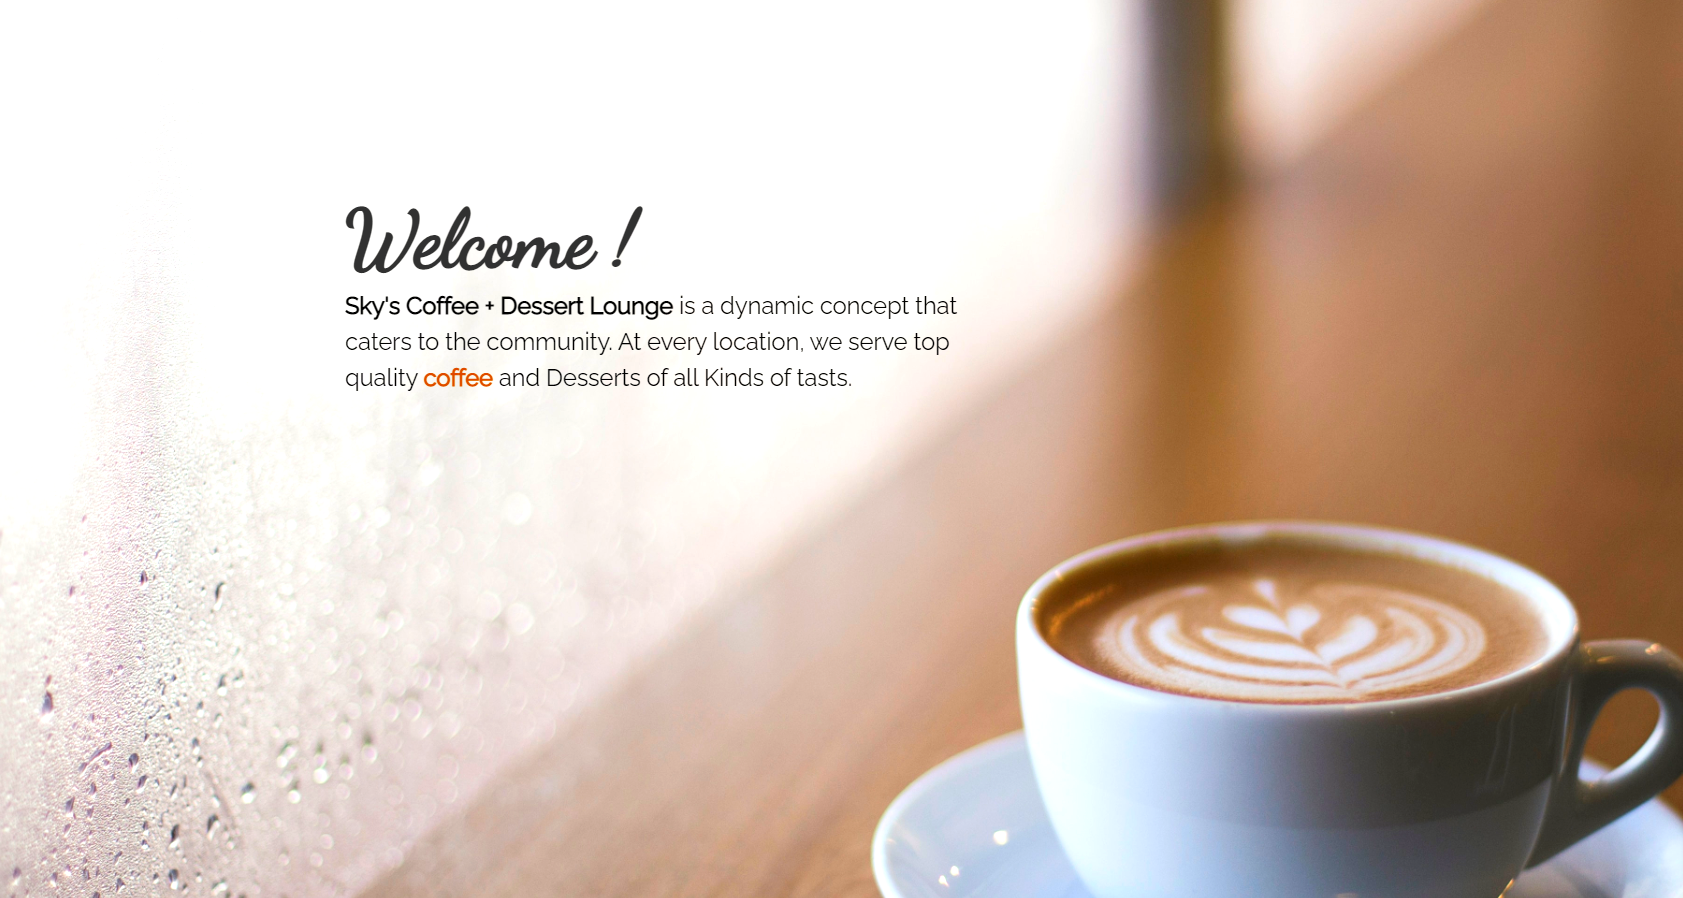 Welcome !
Sky's Coffee + Dessert Lounge is a dynamic concept that
caters to the community. At every location, we serve top
quality coffee and Desserts of all Kinds of tasts.